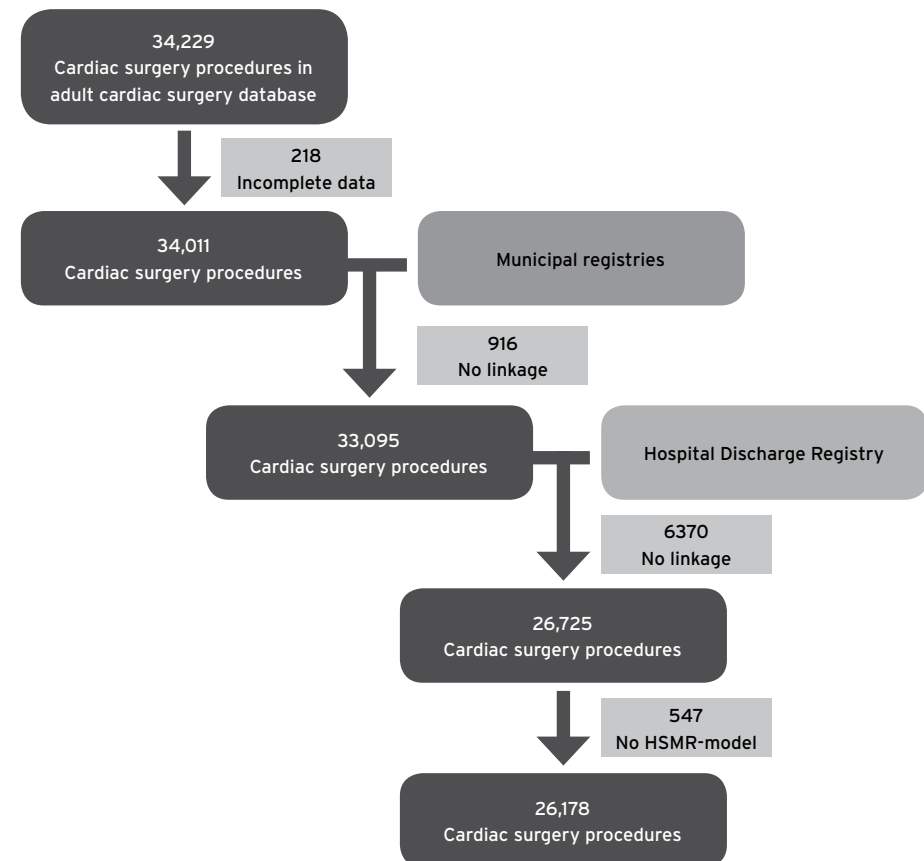 34,229
Cardiac surgery procedures in
adult cardiac surgery database
218
Incomplete data
34,011
Cardiac surgery procedures
Municipal registries
916
No linkage
33,095
Cardiac surgery procedures
Hospital Discharge Registry
6370
No linkage
26,725
Cardiac surgery procedures
547
No HSMR-model
26,178
Cardiac surgery procedures